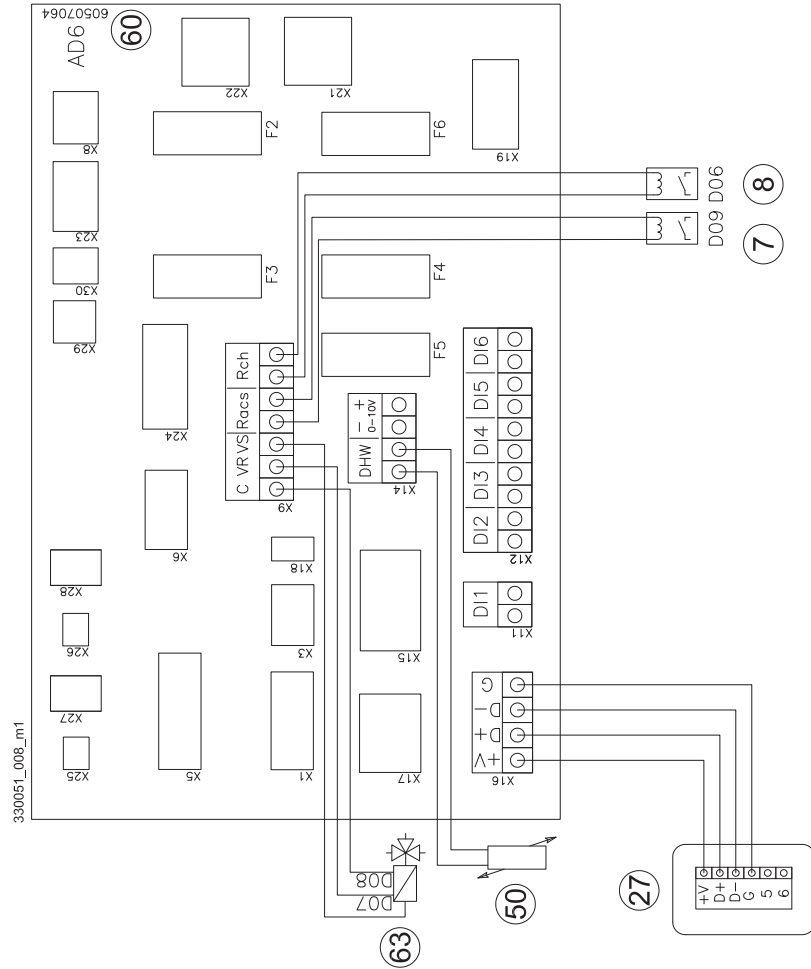 330051_008_m1
60507064
AD6
60
X25
X27
X26
X28
X29
X30
X23
X8
X5
X6
X24
X22
X21
F3
F2
X1
X3
X18
C VR VS Racs Rch
X9
F5
F4
F6
X19
X17
X15
DHW - +
0-10V
X14
+V D+ D- G
X16
DI1
X11
DI2 DI3 DI4 DI5 DI6
X12
D07 D08
63
50
27
+V
D+
D-
G
5
6
D09
7
D06
8